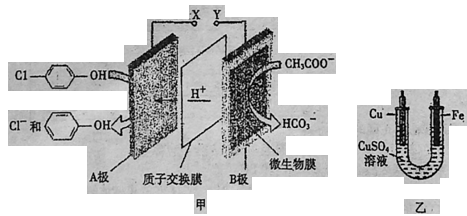 X Y
Cl- -OH
CH₃COO⁻
H⁺
Cl⁻和 -OH
HCO₃⁻
A极
质子交换膜
B极
微生物膜
甲
Cu
Fe
CuSO₄
溶液
乙